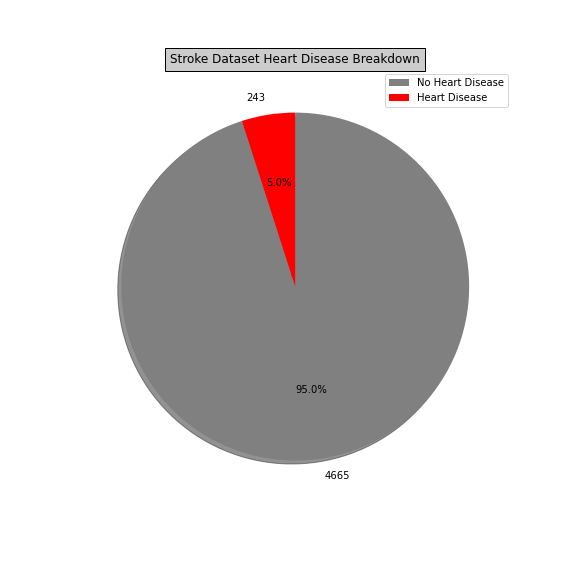 Stroke Dataset Heart Disease Breakdown
No Heart Disease
Heart Disease
243
5.0%
95.0%
4665